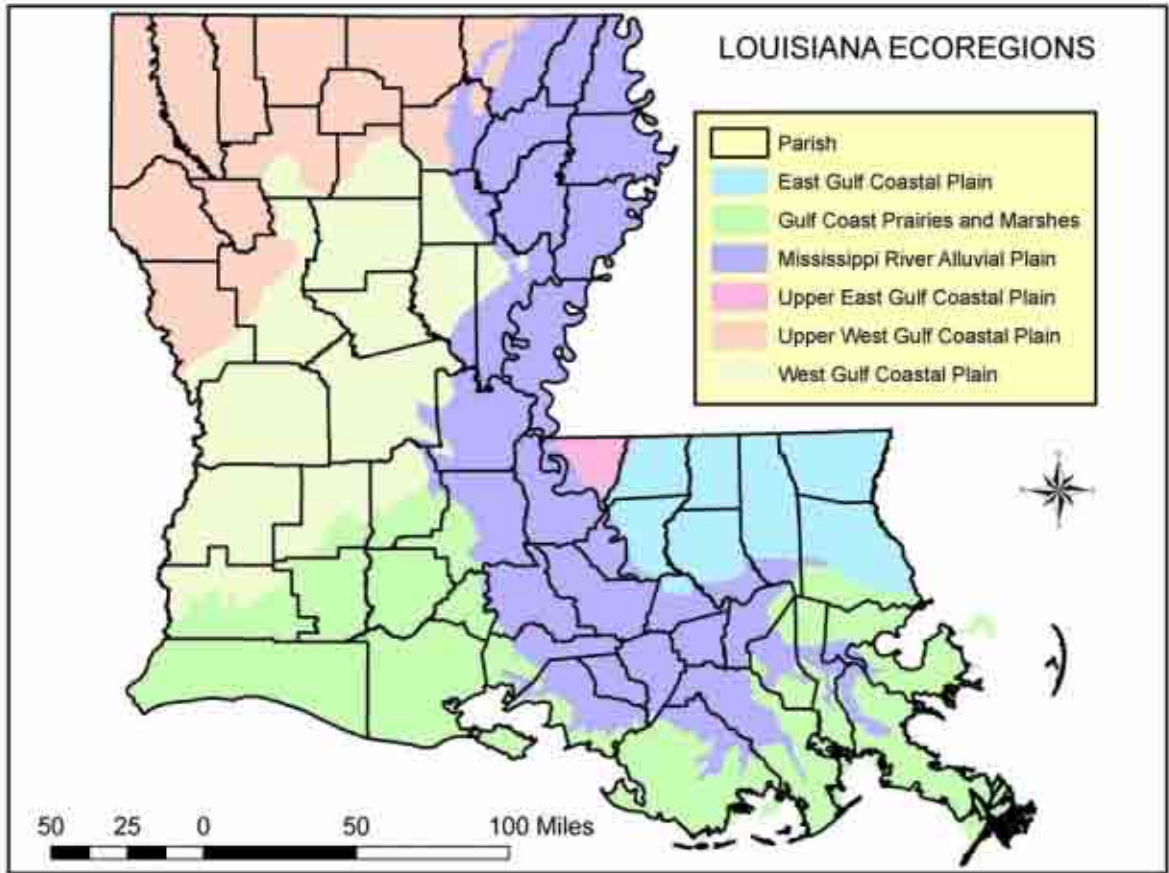 LOUISIANA ECOREGIONS
Parish
East Gulf Coastal Plain
Gulf Coast Prairies and Marshes
Mississippi River Alluvial Plain
Upper East Gulf Coastal Plain
Upper West Gulf Coastal Plain
West Gulf Coastal Plain
50 25 0 50 100 Miles